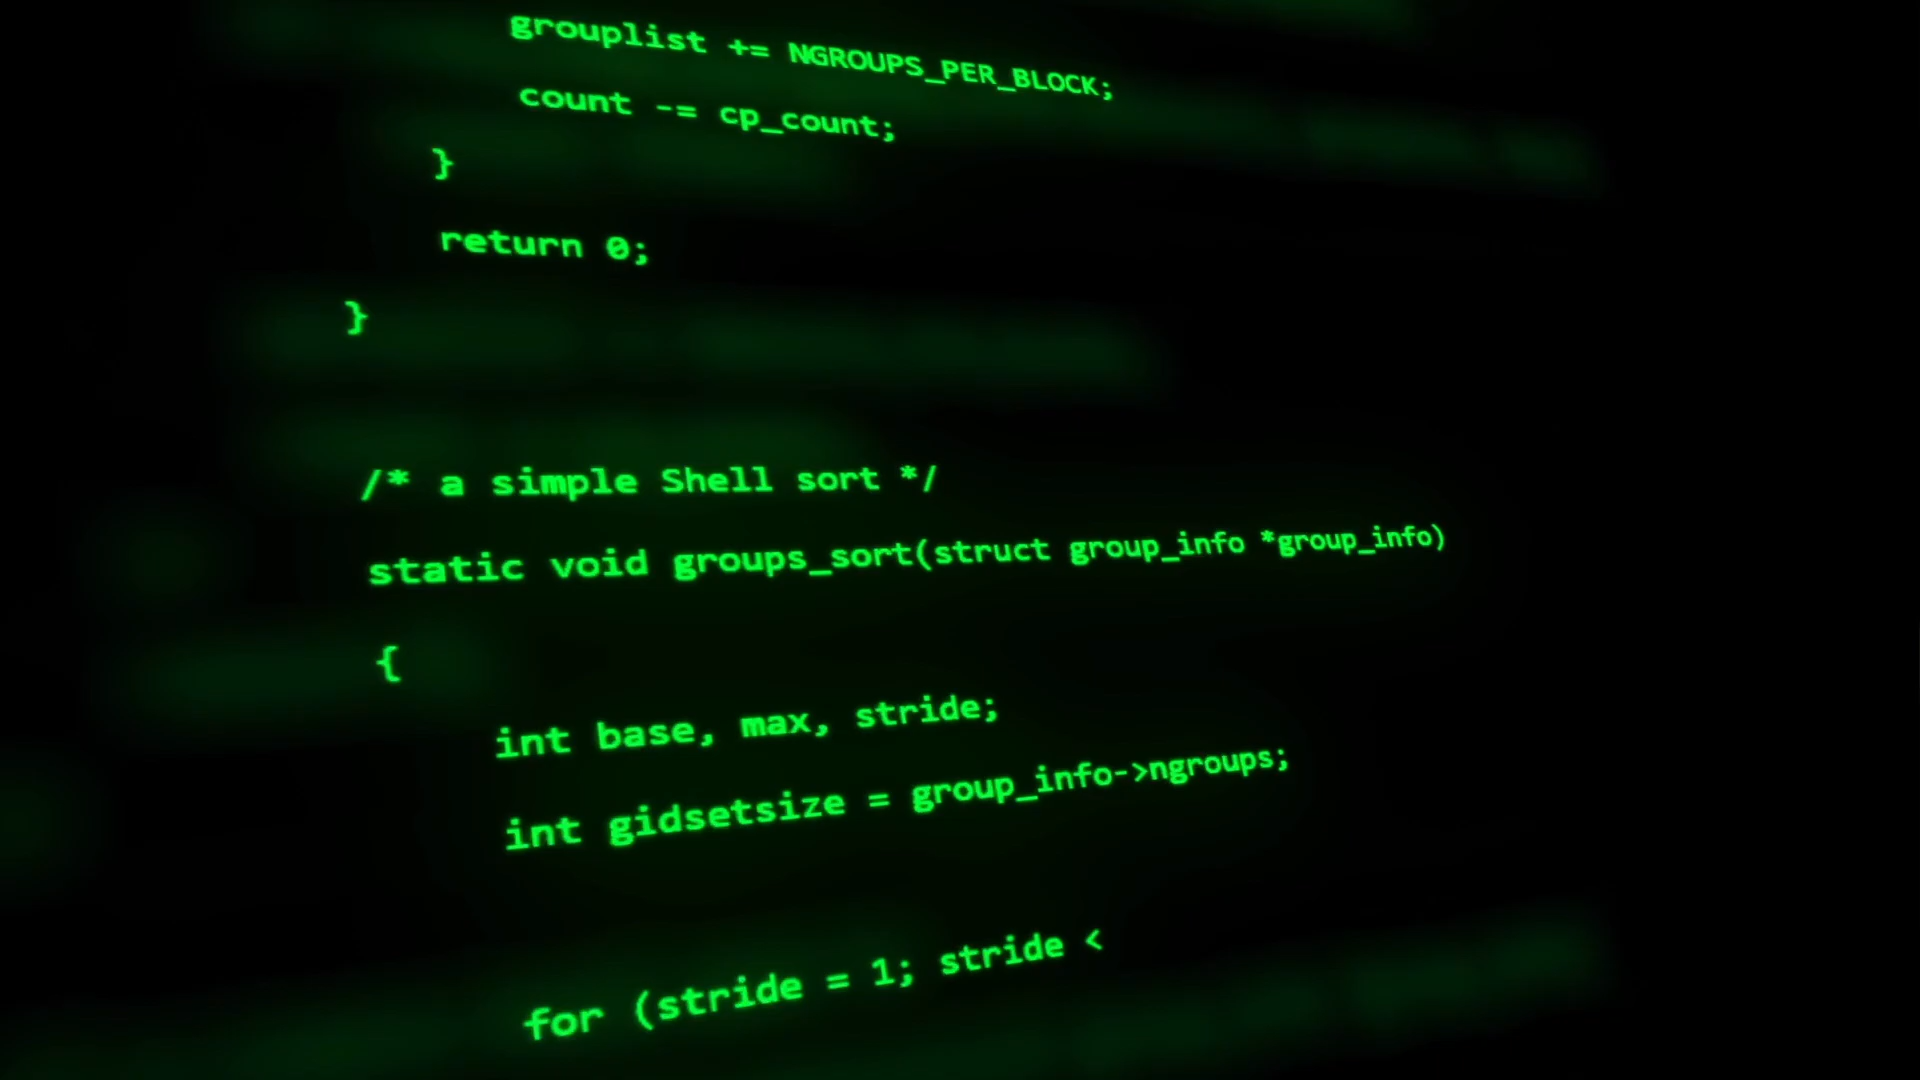 grouplist += NGROUPS_PER_BLOCK;
count -= cp_count;
}
return 0;
}
/* a simple Shell sort */
static void groups_sort(struct group_info *group_info)
{
int base, max, stride;
int gidsetsize = group_info->ngroups;
for (stride = 1; stride <